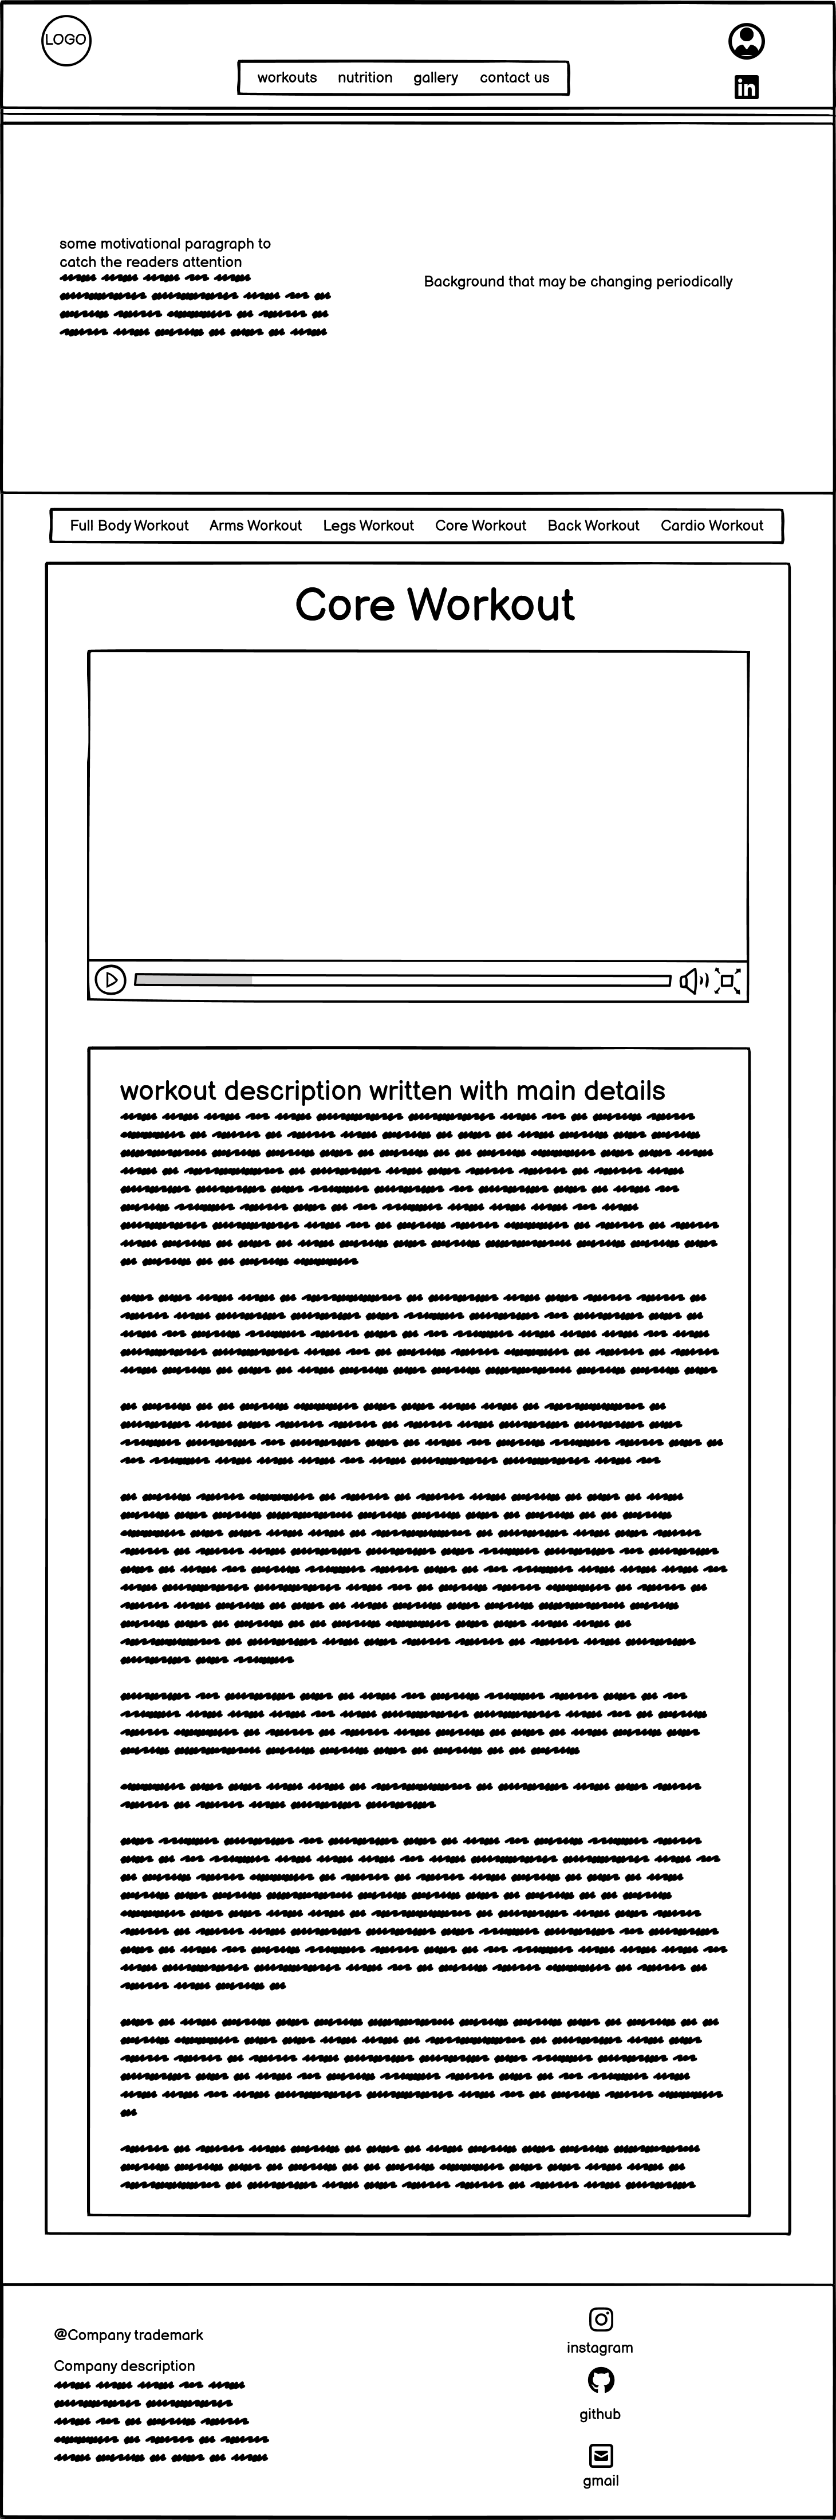 LOGO
workouts nutrition gallery contact us
in
some motivational paragraph to
catch the readers attention
Background that may be changing periodically
Full Body Workout Arms Workout Legs Workout Core Workout Back Workout Cardio Workout
Core Workout
workout description written with main details
@Company trademark
Company description
instagram
github
gmail